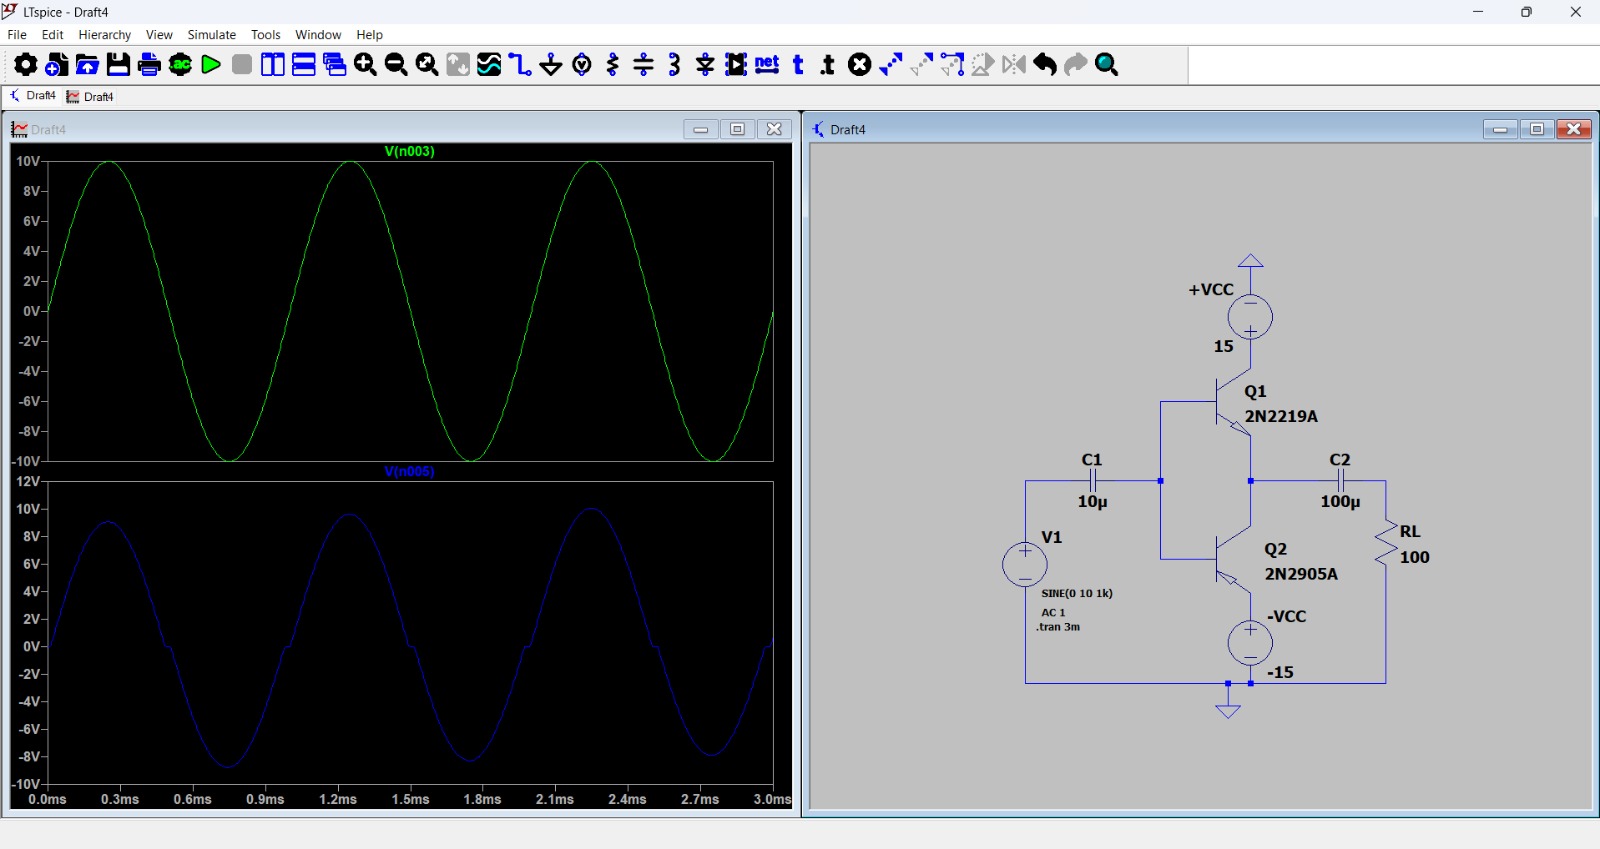 LTspice - Draft4
File Edit Hierarchy View Simulate Tools Window Help
ac net t .t
Draft4 Draft4
Draft4
V(n003)
10V
8V
6V
4V
2V
0V
-2V
-4V
-6V
-8V
-10V
V(n005)
12V
10V
8V
6V
4V
2V
0V
-2V
-4V
-6V
-8V
-10V
0.0ms 0.3ms 0.6ms 0.9ms 1.2ms 1.5ms 1.8ms 2.1ms 2.4ms 2.7ms 3.0ms
Draft4
+VCC
15
Q1
2N2219A
C1
10µ
C2
100µ
V1
SINE(0 10 1k)
AC 1
.tran 3m
RL
100
Q2
2N2905A
-VCC
-15